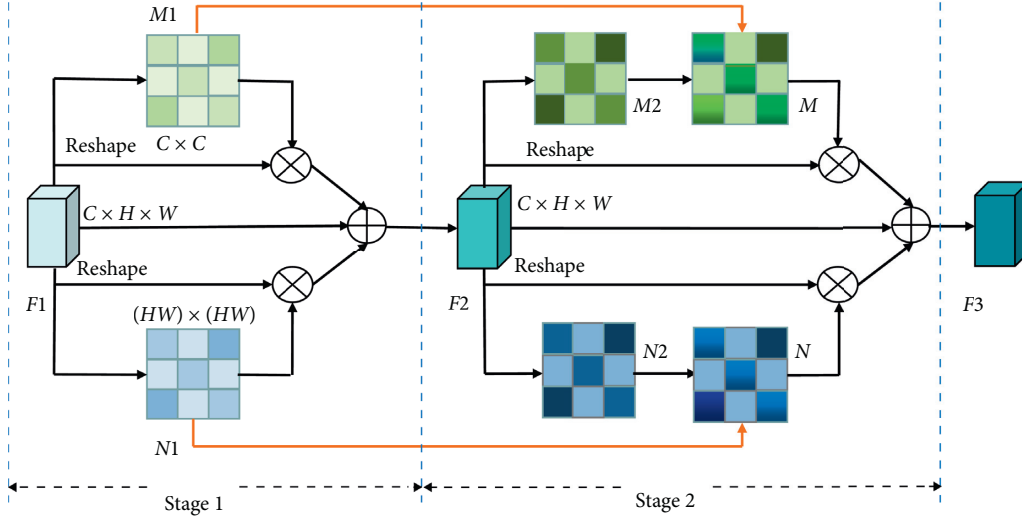 M1
C × C
Reshape
C × H × W
Reshape
F1
(HW) × (HW)
N1
Stage 1
M2
M
Reshape
C × H × W
Reshape
F2
N2
N
F3
Stage 2